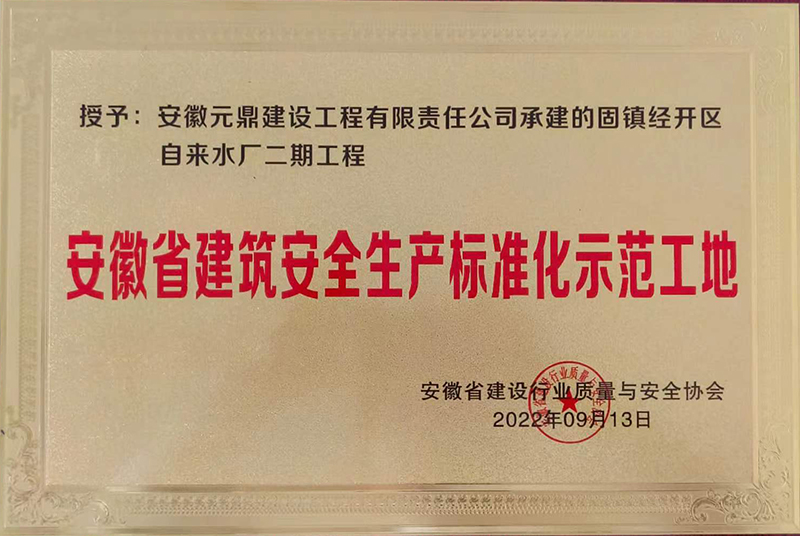 授予：安徽元鼎建设工程有限责任公司承建的固镇经开区
自来水厂二期工程
安徽省建筑安全生产标准化示范工地
安徽省建设行业质量与安全协会
2022年09月13日